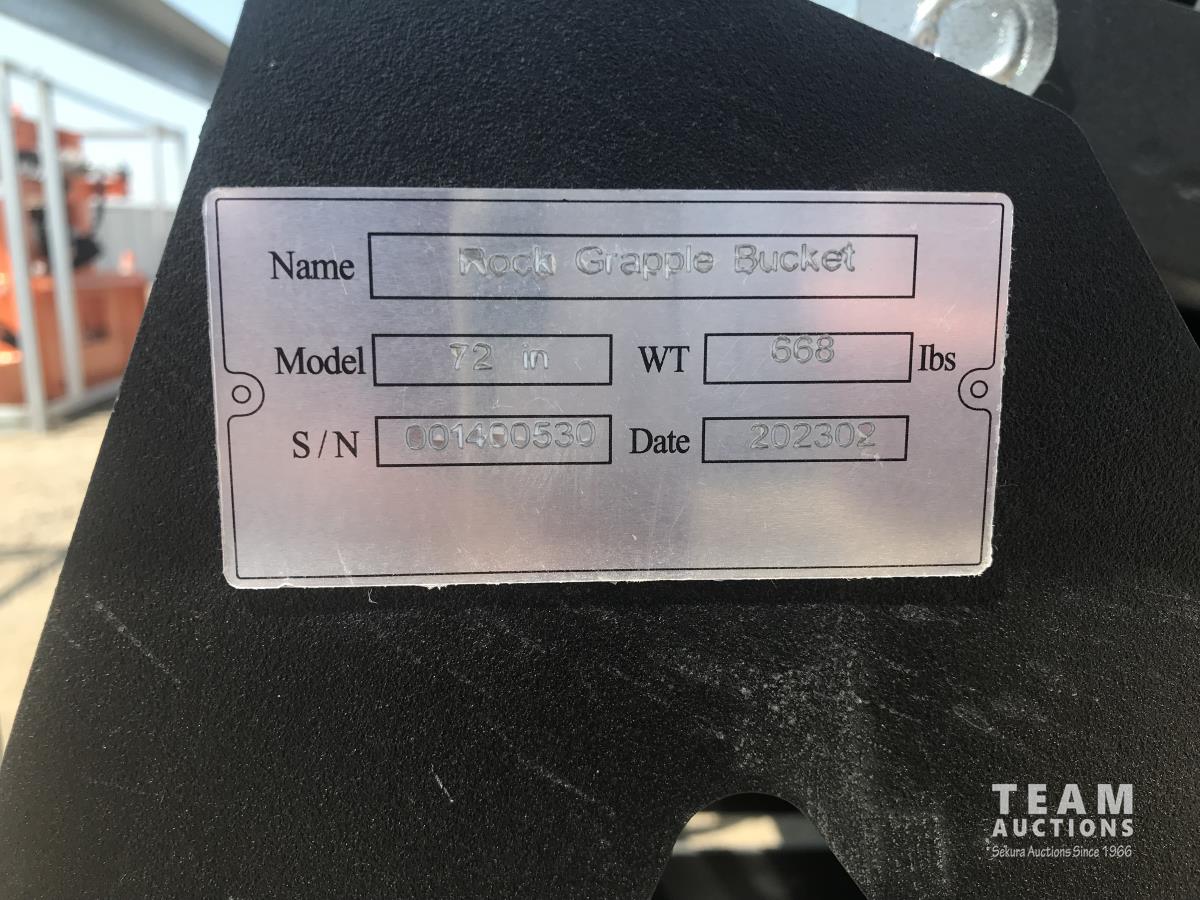 Name Rock Grapple Bucket
Model 72 in WT 668 lbs
S/N 001400530 Date 202302
TEAM
AUCTIONS
Sekura Auctions Since 1966